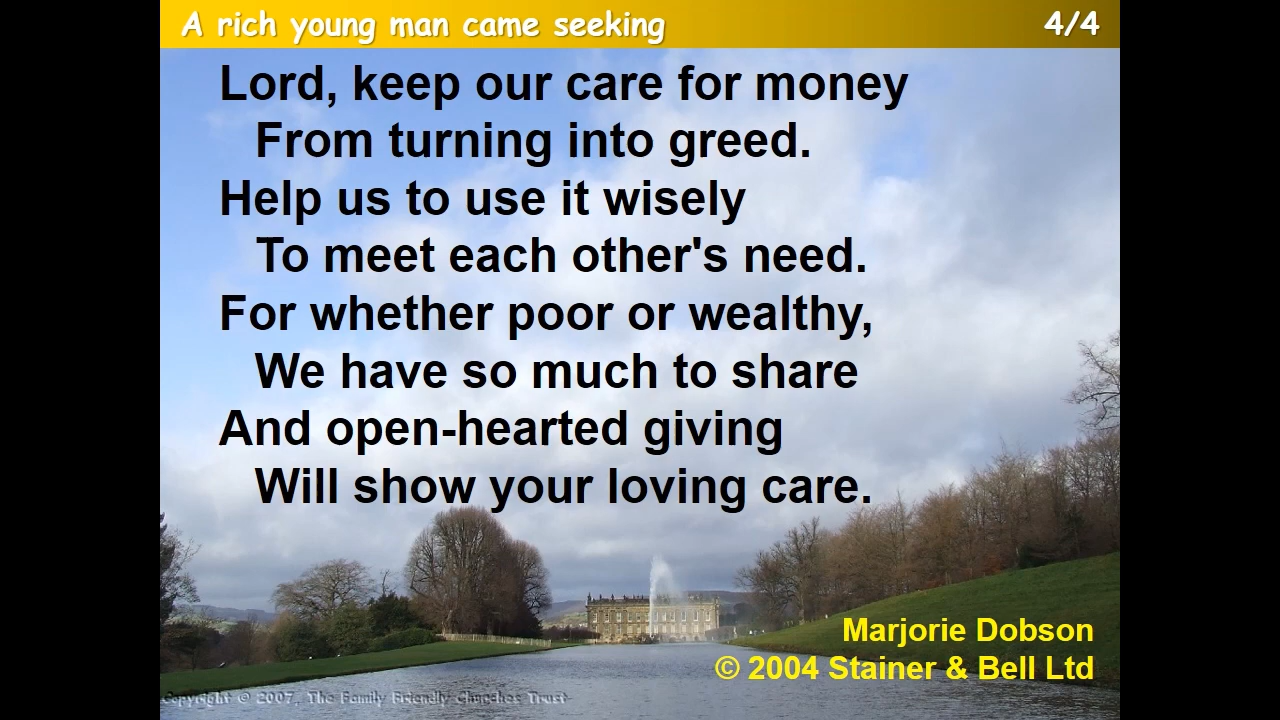 A rich young man came seeking 4/4
Lord, keep our care for money
From turning into greed.
Help us to use it wisely
To meet each other's need.
For whether poor or wealthy,
We have so much to share
And open-hearted giving
Will show your loving care.
Marjorie Dobson
© 2004 Stainer & Bell Ltd
Copyright © 2007, The Family Friendly Churches Trust